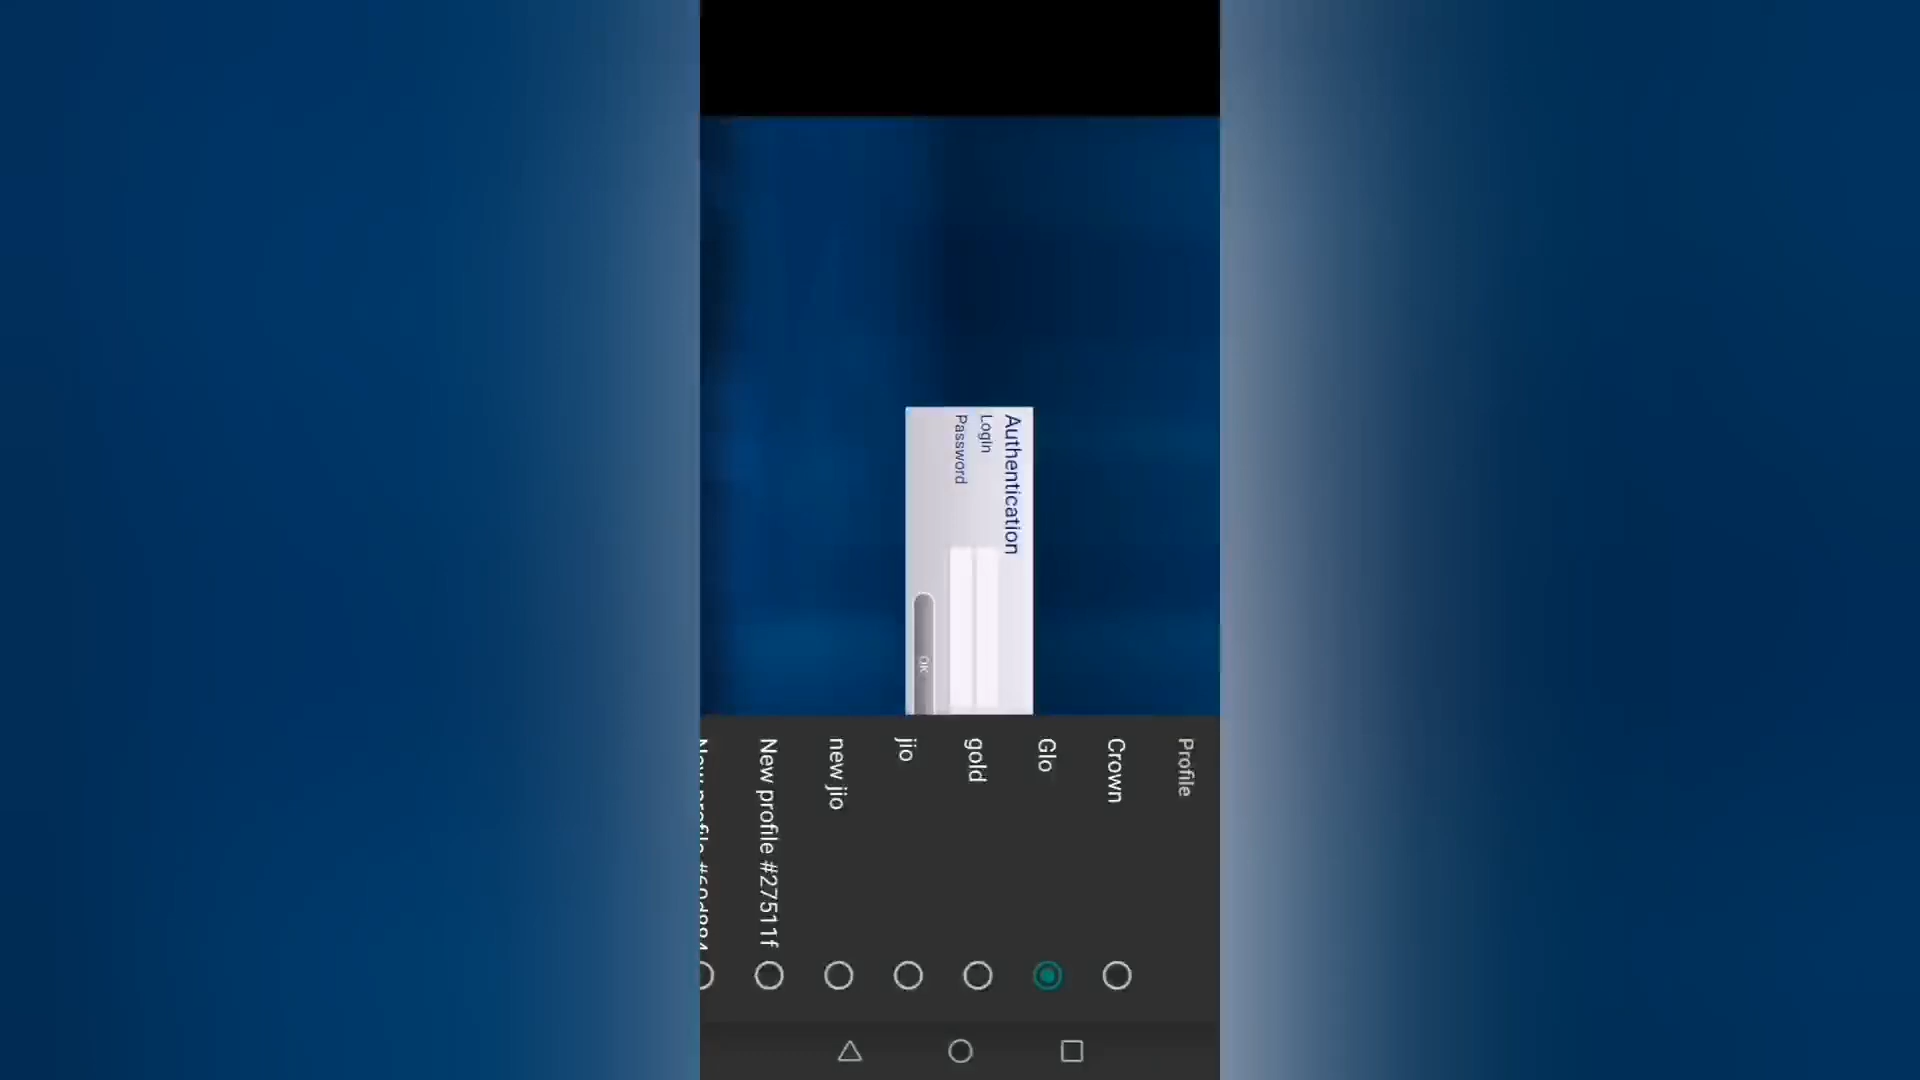 Authentication
Login
Password
OK
Profile
Crown
Glo
gold
jio
new jio
New profile #27511f